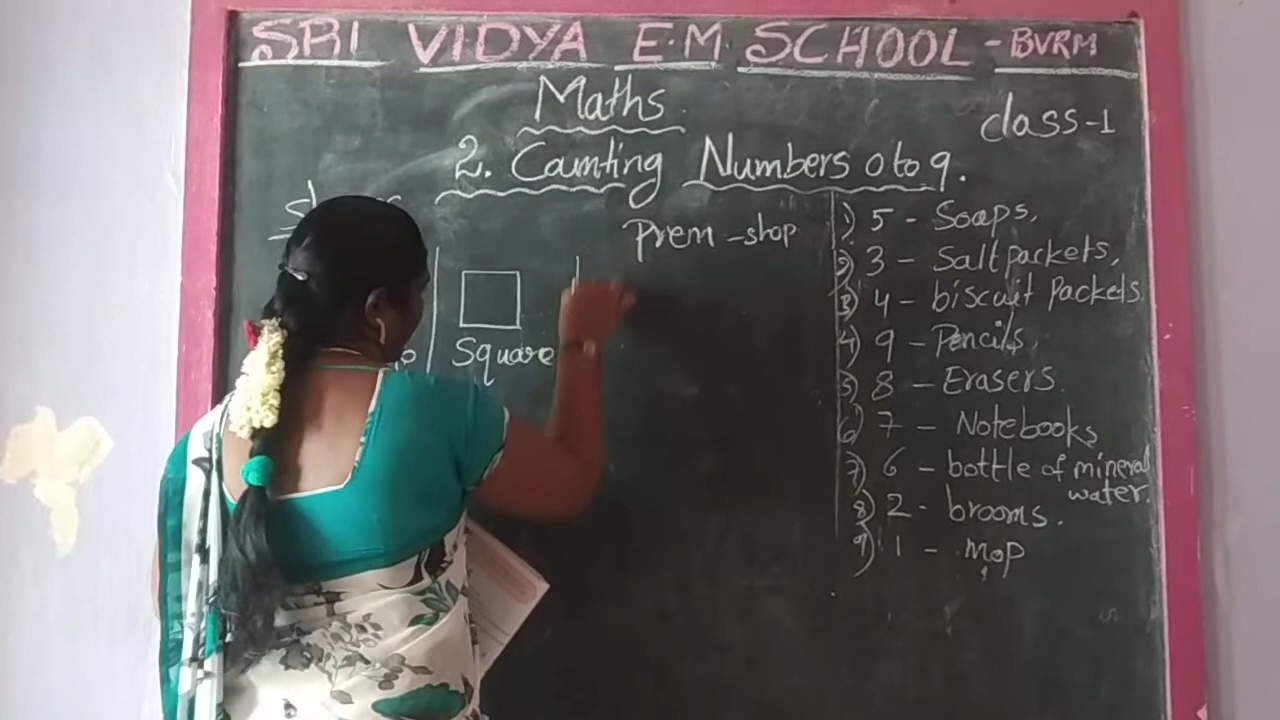 SRI VIDYA E.M. SCHOOL - BVRM
Maths.
class-1
2. Counting Numbers 0 to 9.
Prem - shop
Square
1) 5 - Soaps,
2) 3 - Salt packets,
3) 4 - biscuit Packets
4) 9 - Pencils,
5) 8 - Erasers.
6) 7 - Notebooks,
7) 6 - bottle of mineral
water.
8) 2 - brooms.
9) 1 - Mop